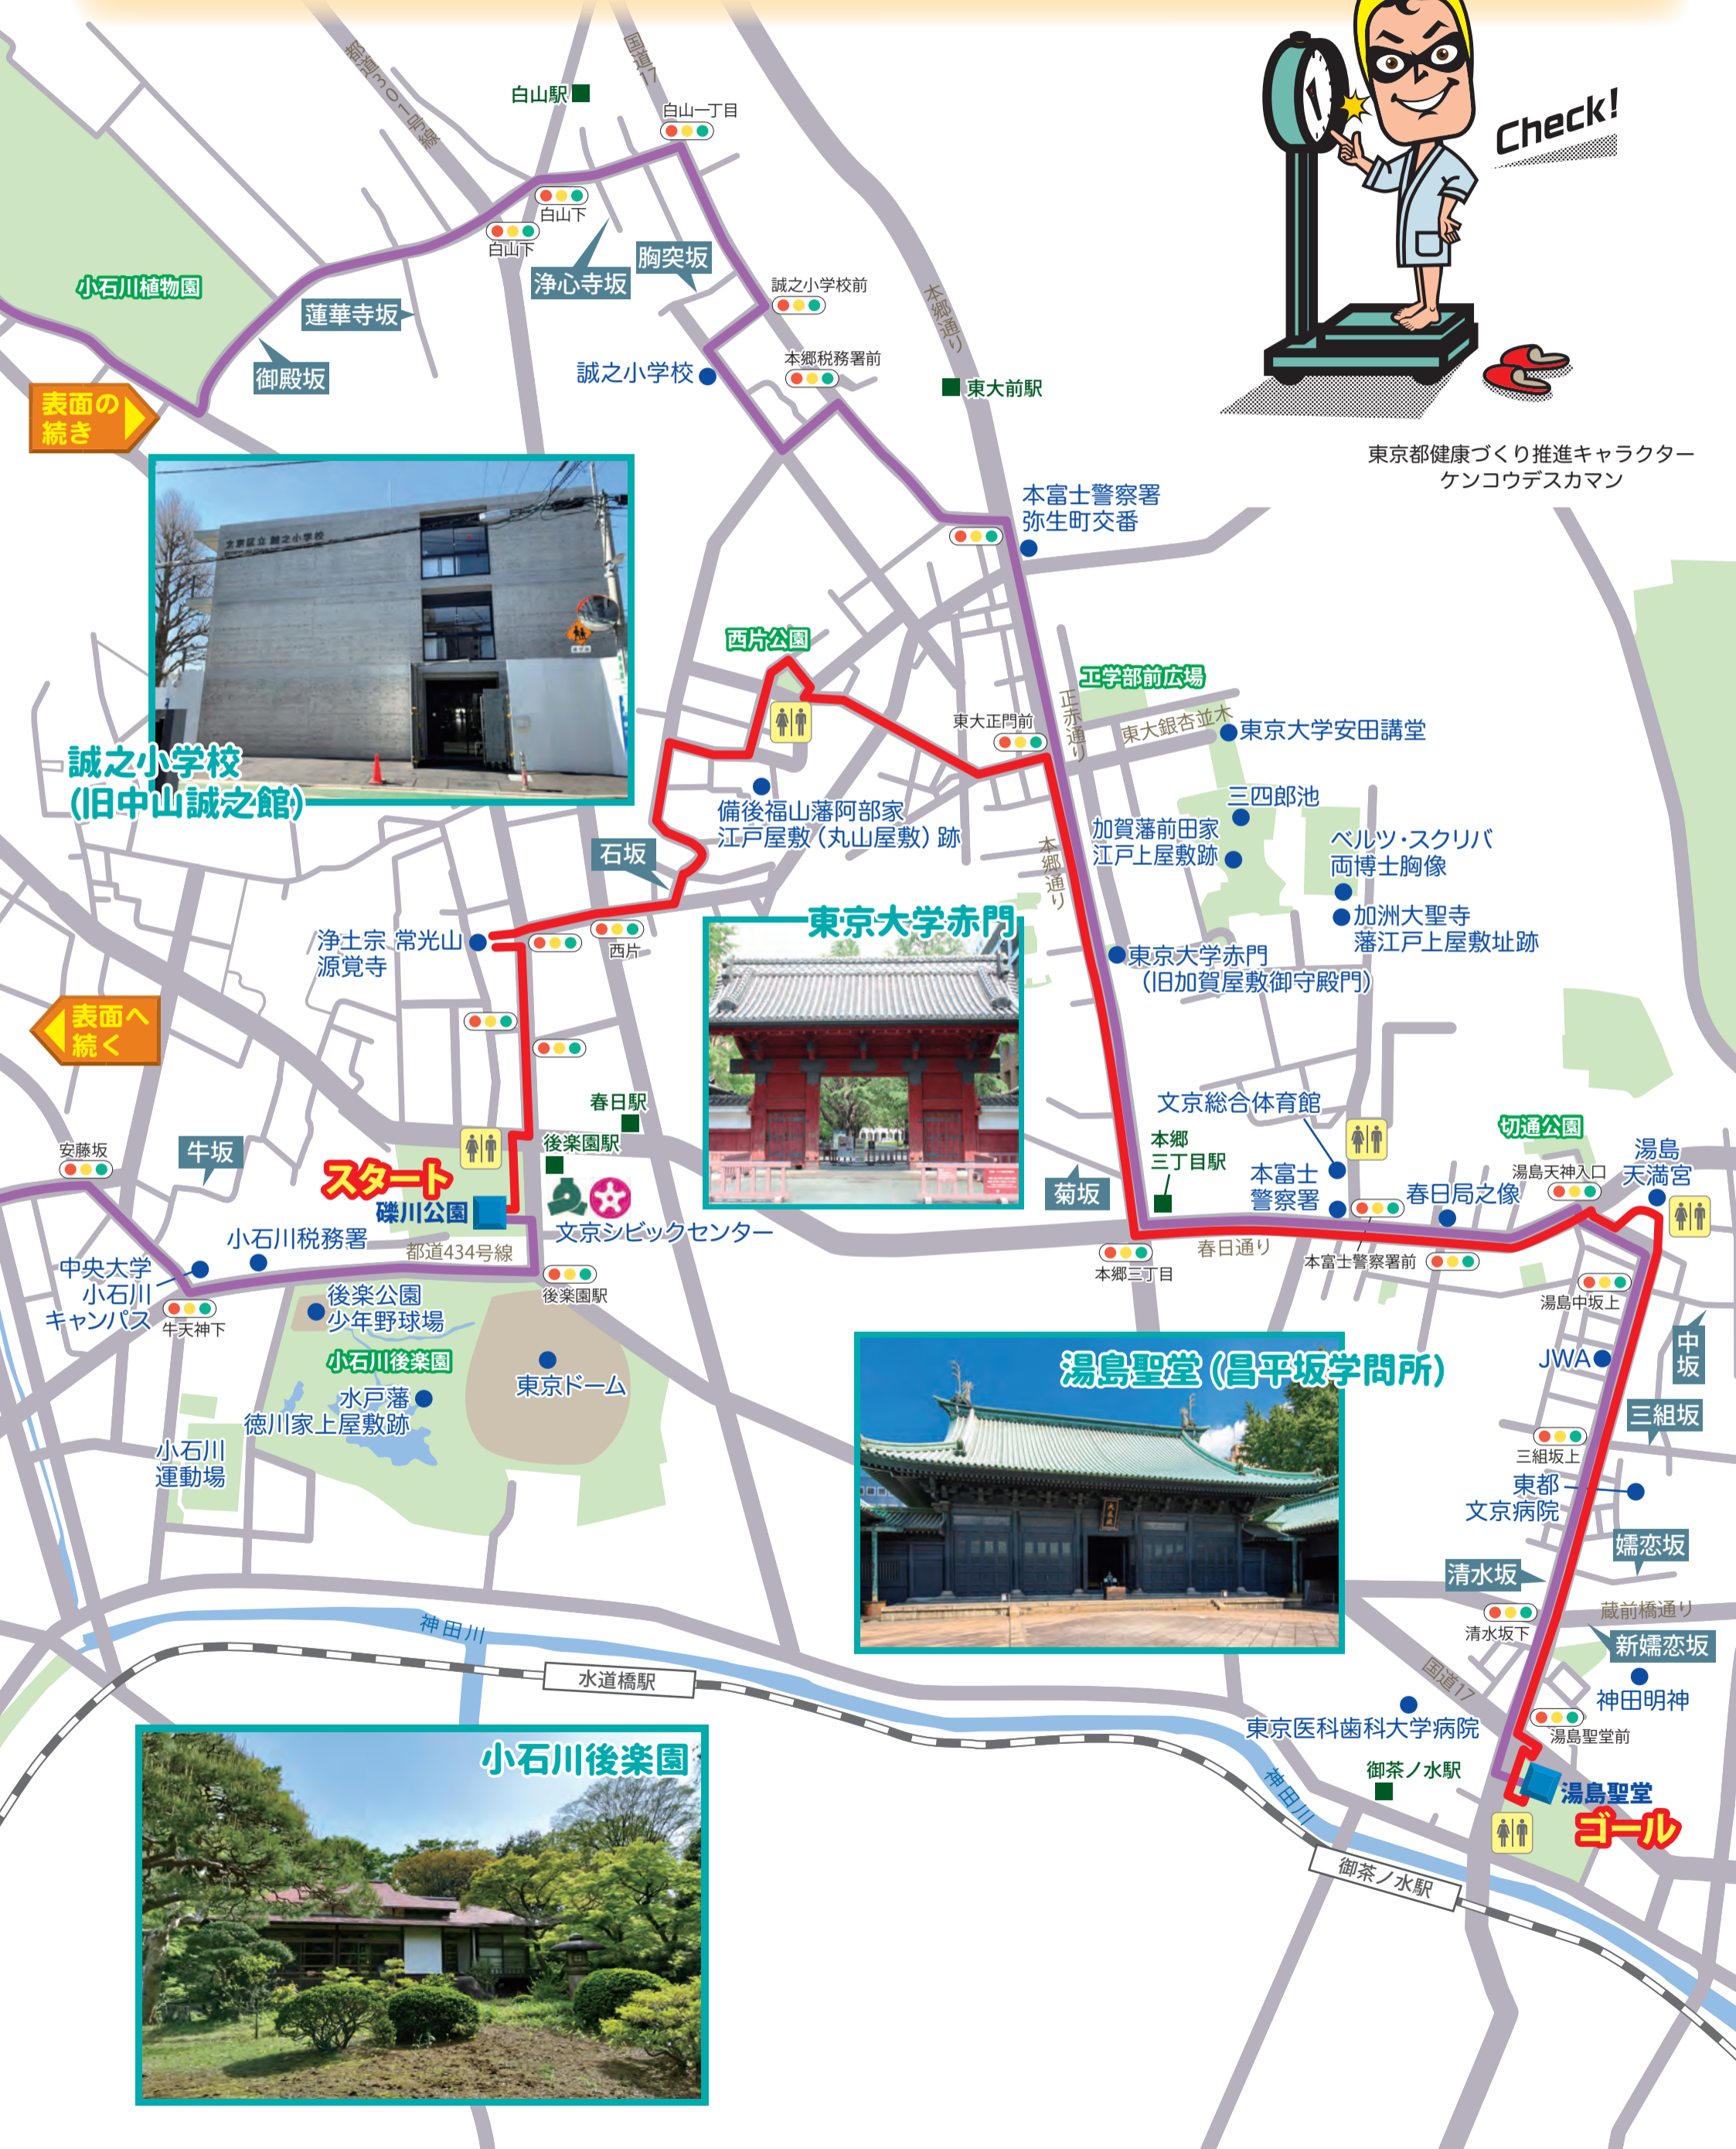 都道301号線
国道17
白山駅
白山一丁目
白山下
白山下
浄心寺坂
胸突坂
小石川植物園
蓮華寺坂
御殿坂
誠之小学校前
本郷税務署前
誠之小学校
本郷通り
東大前駅
表面の
続き
Check!
東京都健康づくり推進キャラクター
ケンコウデスカマン
本富士警察署
弥生町交番
文京区立 誠之小学校
誠之小学校
(旧中山誠之館)
西片公園
工学部前広場
正赤通り
東大銀杏並木
東大正門前
東京大学安田講堂
備後福山藩阿部家
江戸屋敷（丸山屋敷）跡
三四郎池
加賀藩前田家
江戸上屋敷跡
ベルツ・スクリバ
両博士胸像
加洲大聖寺
藩江戸上屋敷址跡
石坂
本郷通り
浄土宗 常光山
源覚寺
西片
東京大学赤門
東京大学赤門
（旧加賀屋敷御守殿門）
表面へ
続く
春日駅
後楽園駅
文京シビックセンター
安藤坂
牛坂
スタート
礫川公園
小石川税務署
都道434号線
中央大学
小石川
キャンパス
牛天神下
後楽園駅
後楽公園
少年野球場
小石川後楽園
水戸藩
徳川家上屋敷跡
東京ドーム
小石川
運動場
菊坂
本郷
三丁目駅
文京総合体育館
本富士
警察署
春日局之像
切通公園
湯島天神入口
湯島
天満宮
本郷三丁目
春日通り
本富士警察署前
湯島中坂上
中坂
JWA
三組坂
三組坂上
東都
文京病院
湯島聖堂（昌平坂学問所）
嬬恋坂
清水坂
蔵前橋通り
清水坂下
新嬬恋坂
国道17
神田明神
東京医科歯科大学病院
湯島聖堂前
御茶ノ水駅
湯島聖堂
ゴール
神田川
水道橋駅
神田川
御茶ノ水駅
小石川後楽園